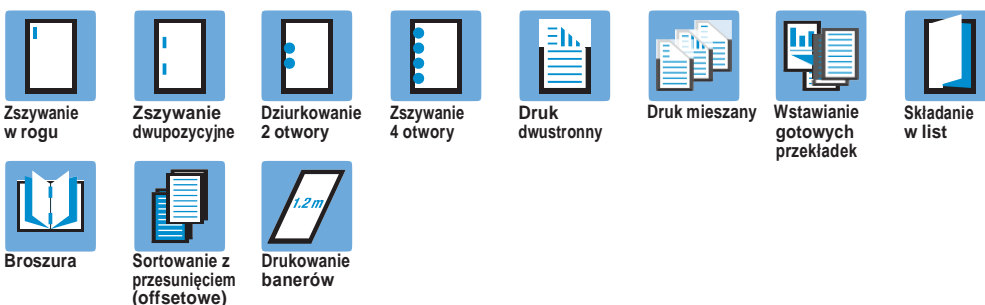 Zszywanie
w rogu
Zszywanie
dwupozycyjne
Dziurkowanie
2 otwory
Zszywanie
4 otwory
Druk
dwustronny
Druk mieszany
Wstawianie
gotowych
przekładek
Składanie
w list
Broszura
Sortowanie z
przesunięciem
(offsetowe)
1.2 m
Drukowanie
banerów